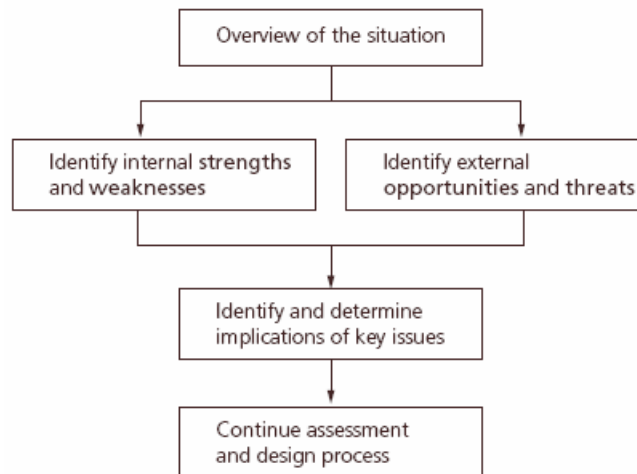 Overview of the situation
Identify internal strengths
and weaknesses
Identify external
opportunities and threats
Identify and determine
implications of key issues
Continue assessment
and design process